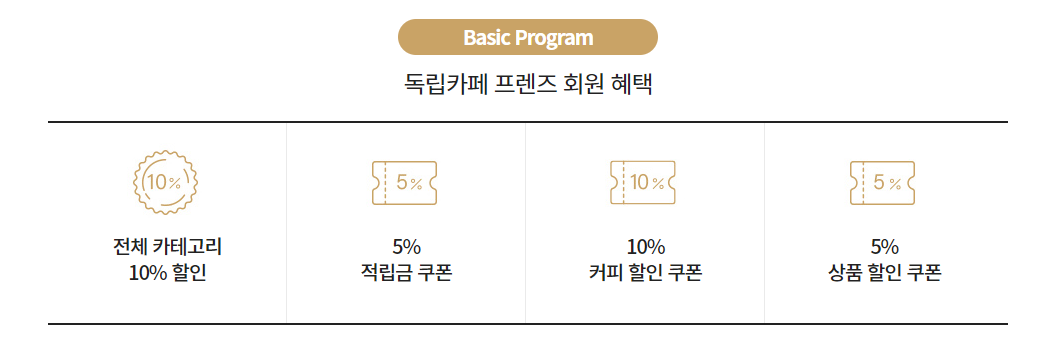 Basic Program
독립카페 프렌즈 회원 혜택
10%
5%
10%
5%
전체 카테고리
10% 할인
5%
적립금 쿠폰
10%
커피 할인 쿠폰
5%
상품 할인 쿠폰